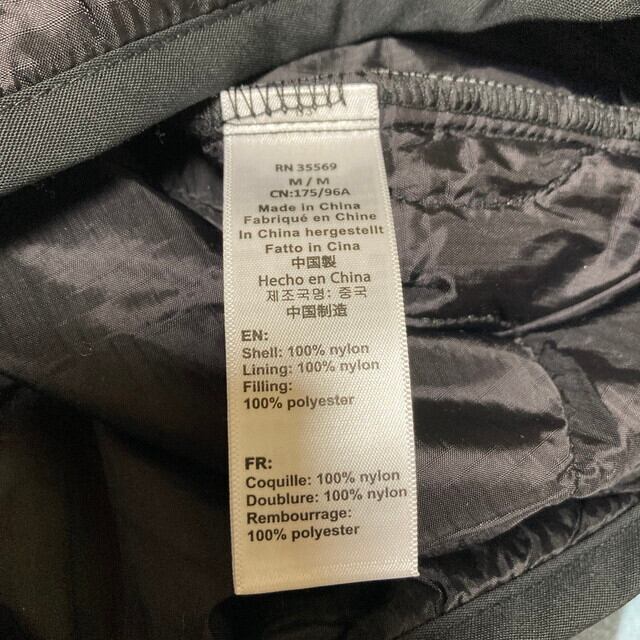 RN 35569
M / M
CN:175/96A
Made in China
Fabriqué en Chine
In China hergestellt
Fatto in Cina
中国製
Hecho en China
제조국명: 중국
中国制造
EN:
Shell: 100% nylon
Lining: 100% nylon
Filling:
100% polyester
FR:
Coquille: 100% nylon
Doublure: 100% nylon
Rembourrage:
100% polyester